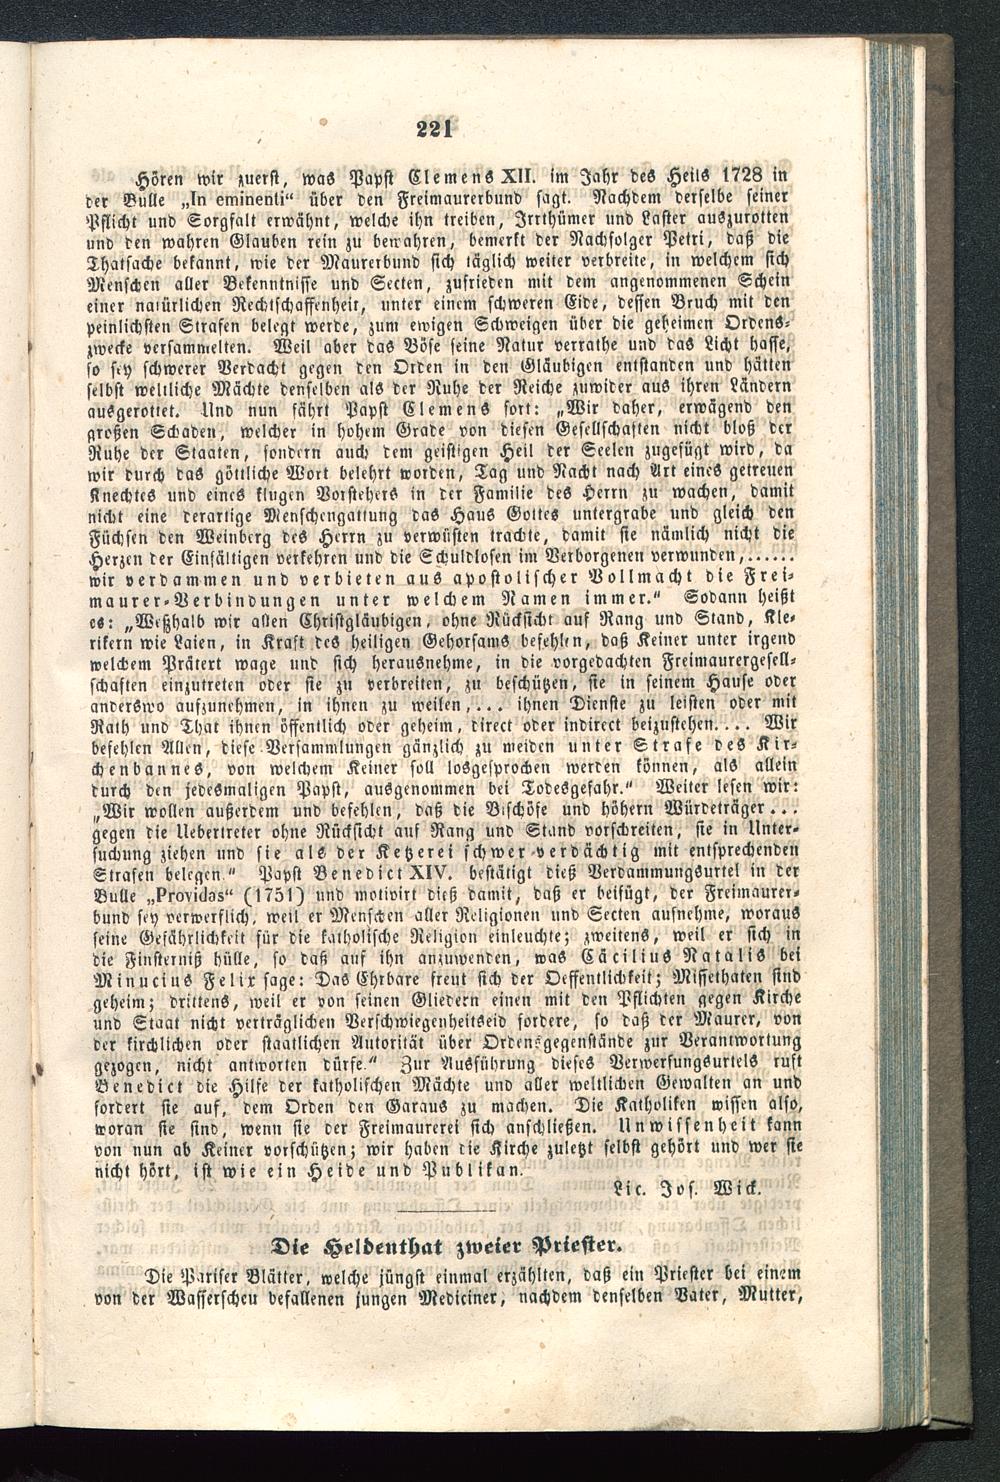 221
Hören wir zuerst, was Papst Clemens XII. im Jahr des Heils 1728 in
der Bulle „In eminenti“ über den Freimaurerbund sagt. Nachdem derselbe seiner
Pflicht und Sorgfalt erwähnt, welche ihn treiben, Irrthümer und Laster auszurotten
und den wahren Glauben rein zu bewahren, bemerkt der Nachfolger Petri, daß die
Thatsache bekannt, wie der Maurerbund sich täglich weiter verbreite, in welchem sich
Menschen aller Bekenntnisse und Secten, zufrieden mit dem angenommenen Schein
einer natürlichen Rechtschaffenheit, unter einem schweren Eide, dessen Bruch mit den
peinlichsten Strafen belegt werde, zum ewigen Schweigen über die geheimen Ordens-
zwecke versammelten. Weil aber das Böse seine Natur verrathe und das Licht hasse,
so sey schwerer Verdacht gegen den Orden in den Gläubigen entstanden und hätten
selbst weltliche Mächte denselben als der Ruhe der Reiche zuwider aus ihren Ländern
ausgerottet. Und nun fährt Papst Clemens fort: „Wir daher, erwägend den
großen Schaden, welcher in hohem Grade von diesen Gesellschaften nicht bloß der
Ruhe der Staaten, sondern auch dem geistigen Heil der Seelen zugefügt wird, da
wir durch das göttliche Wort belehrt worden, Tag und Nacht nach Art eines getreuen
Knechtes und eines klugen Vorstehers in der Familie des Herrn zu wachen, damit
nicht eine derartige Menschengattung das Haus Gottes untergrabe und gleich den
Füchsen den Weinberg des Herrn zu verwüsten trachte, damit sie nämlich nicht die
Herzen der Einfältigen verkehren und die Schuldlosen im Verborgenen verwunden,......
wir verdammen und verbieten aus apostolischer Vollmacht die Frei-
maurer-Verbindungen unter welchem Namen immer.“ Sodann heißt
es: „Weßhalb wir allen Christgläubigen, ohne Rücksicht auf Rang und Stand, Kle-
rikern wie Laien, in Kraft des heiligen Gehorsams befehlen, daß Keiner unter irgend
welchem Prätext wage und sich herausnehme, in die vorgedachten Freimaurergesell-
schaften einzutreten oder sie zu verbreiten, zu beschützen, sie in seinem Hause oder
anderswo aufzunehmen, in ihnen zu weilen,... ihnen Dienste zu leisten oder mit
Rath und That ihnen öffentlich oder geheim, direct oder indirect beizustehen.... Wir
befehlen Allen, diese Versammlungen gänzlich zu meiden unter Strafe des Kir-
chenbannes, von welchem Keiner soll losgesprochen werden können, als allein
durch den jedesmaligen Papst, ausgenommen bei Todesgefahr.“ Weiter lesen wir:
„Wir wollen außerdem und befehlen, daß die Bischöfe und höhern Würdeträger...
gegen die Uebertreter ohne Rücksicht auf Rang und Stand vorschreiten, sie in Unter-
suchung ziehen und sie als der Ketzerei schwer verdächtig mit entsprechenden
Strafen belegen.“ Papst Benedict XIV. bestätigt dieß Verdammungsurtel in der
Bulle „Providas“ (1751) und motivirt dieß damit, daß er beifügt, der Freimaurer-
bund sey verwerflich, weil er Menschen aller Religionen und Secten aufnehme, woraus
seine Gefährlichkeit für die katholische Religion einleuchte; zweitens, weil er sich in
die Finsterniß hülle, so daß auf ihn anzuwenden, was Cäcilius Natalis bei
Minucius Felix sage: Das Ehrbare freut sich der Oeffentlichkeit; Missethaten sind
geheim; drittens, weil er von seinen Gliedern einen mit den Pflichten gegen Kirche
und Staat nicht verträglichen Verschwiegenheitseid fordere, so daß der Maurer, von
der kirchlichen oder staatlichen Autorität über Ordensgegenstände zur Verantwortung
gezogen, nicht antworten dürfe.“ Zur Ausführung dieses Verwerfungsurtels ruft
Benedict die Hilfe der katholischen Mächte und aller weltlichen Gewalten an und
fordert sie auf, dem Orden den Garaus zu machen. Die Katholiken wissen also,
woran sie sind, wenn sie der Freimaurerei sich anschließen. Unwissenheit kann
von nun ab Keiner vorschützen; wir haben die Kirche zuletzt selbst gehört und wer sie
nicht hört, ist wie ein Heide und Publikan.
Lic. Jos. Wick.
Die Heldenthat zweier Priester.
Die Pariser Blätter, welche jüngst einmal erzählten, daß ein Priester bei einem
von der Wasserscheu befallenen jungen Mediciner, nachdem denselben Vater, Mutter,